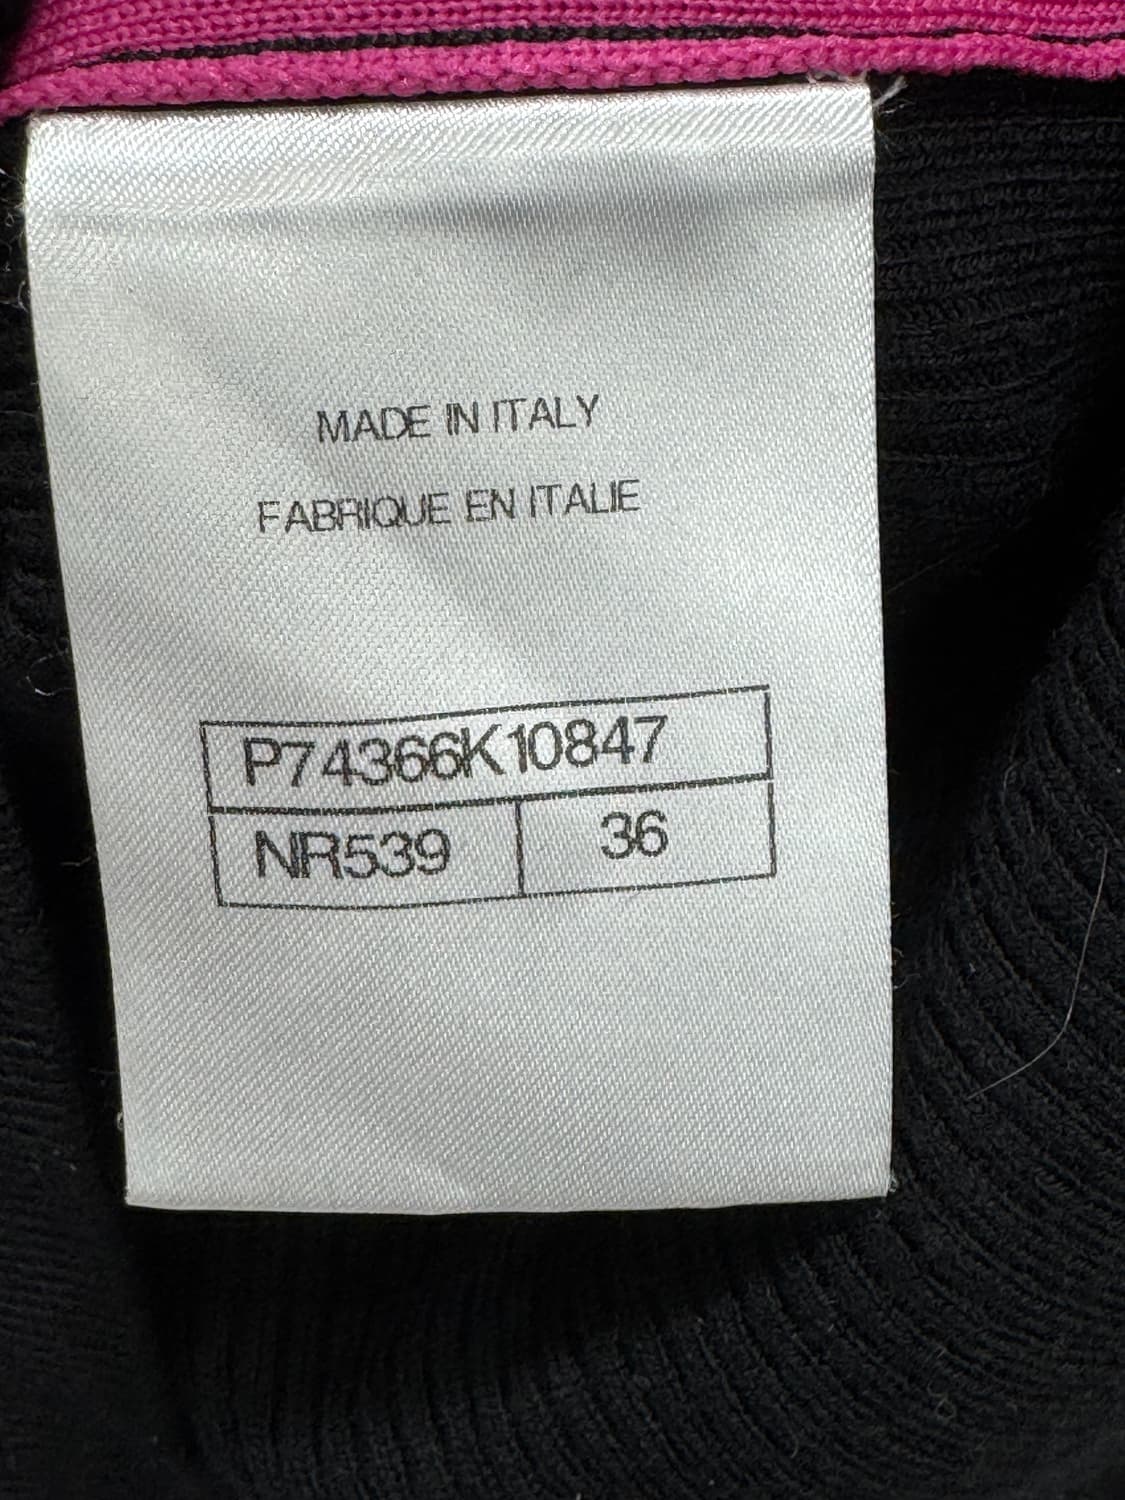 MADE IN ITALY
FABRIQUE EN ITALIE
P74366K10847
NR539 36